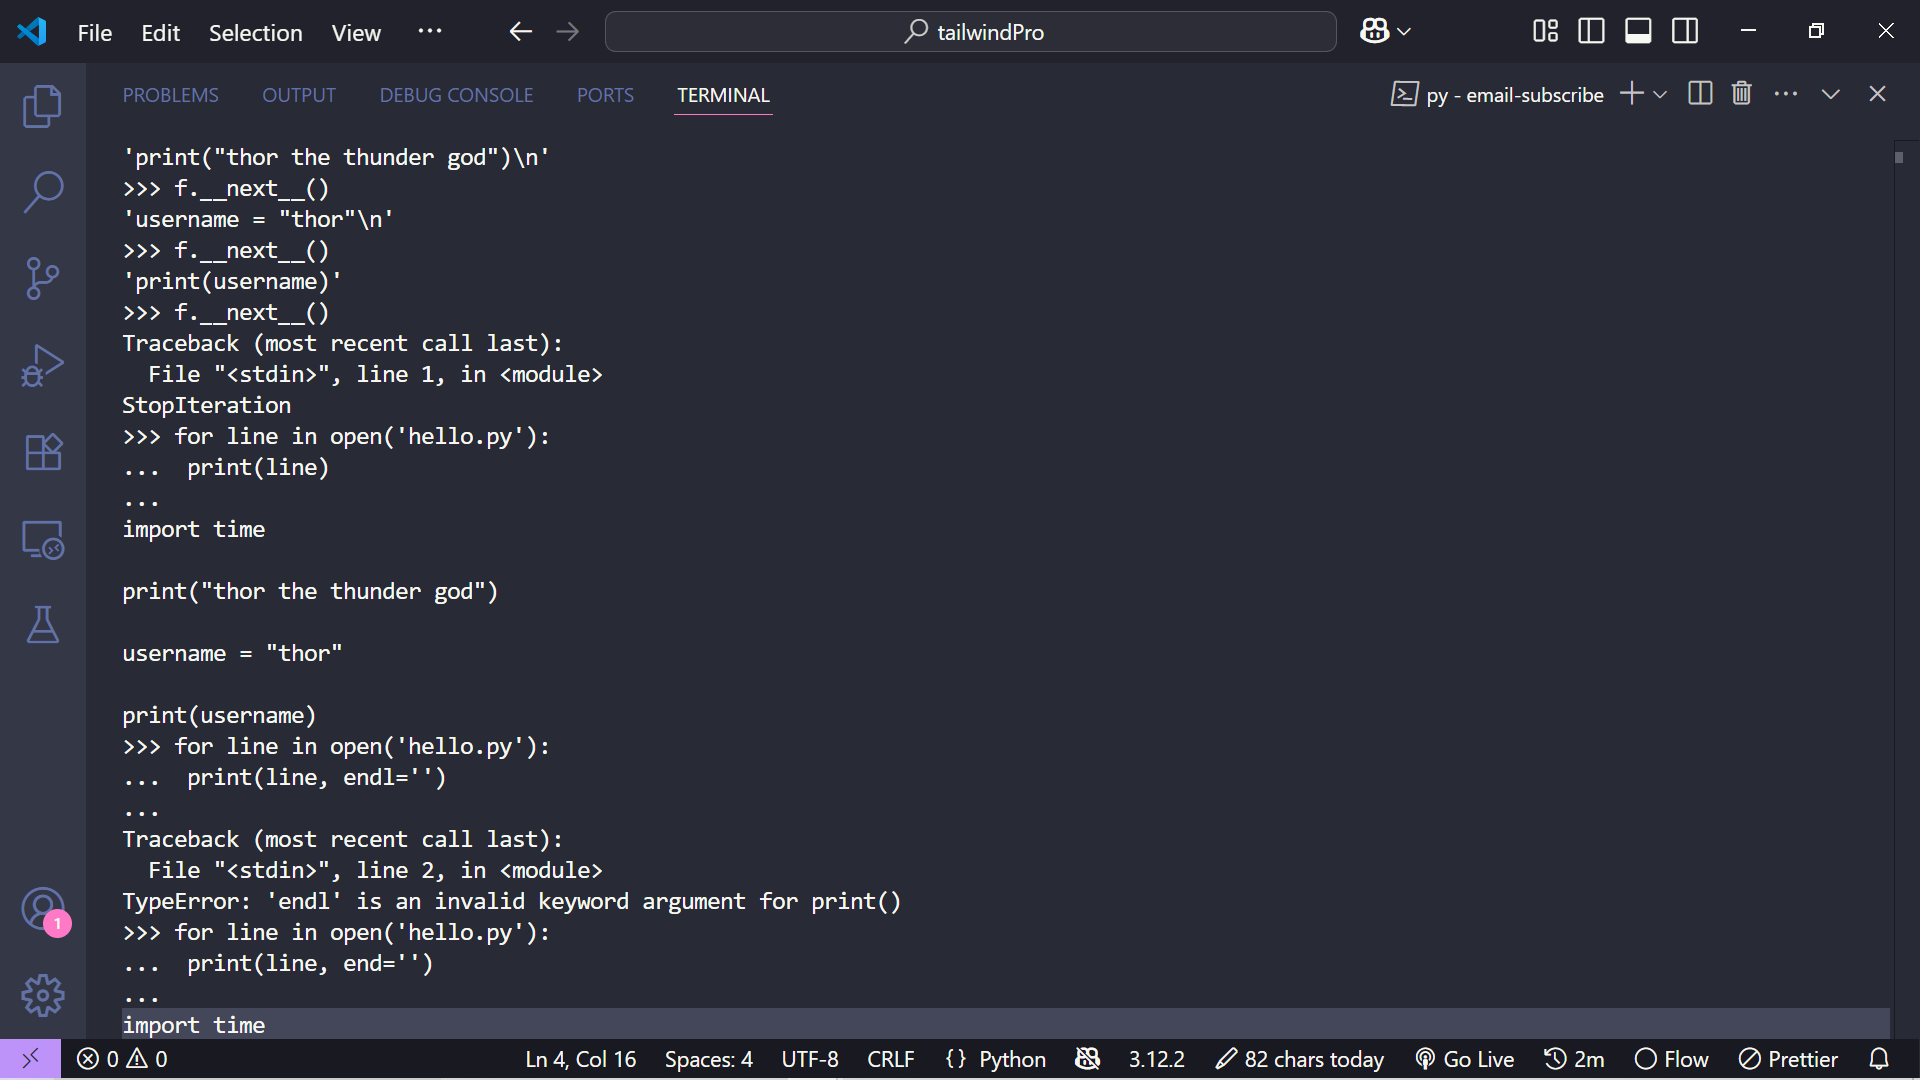 File Edit Selection View ... tailwindPro
PROBLEMS OUTPUT DEBUG CONSOLE PORTS TERMINAL py - email-subscribe
'print("thor the thunder god")\n'
>>> f.__next__()
'username = "thor"\n'
>>> f.__next__()
'print(username)'
>>> f.__next__()
Traceback (most recent call last):
  File "<stdin>", line 1, in <module>
StopIteration
>>> for line in open('hello.py'):
...  print(line)
...
import time

print("thor the thunder god")

username = "thor"

print(username)
>>> for line in open('hello.py'):
...  print(line, endl='')
...
Traceback (most recent call last):
  File "<stdin>", line 2, in <module>
TypeError: 'endl' is an invalid keyword argument for print()
>>> for line in open('hello.py'):
...  print(line, end='')
...
import time
1
0 0 Ln 4, Col 16 Spaces: 4 UTF-8 CRLF {} Python 3.12.2 82 chars today Go Live 2m Flow Prettier